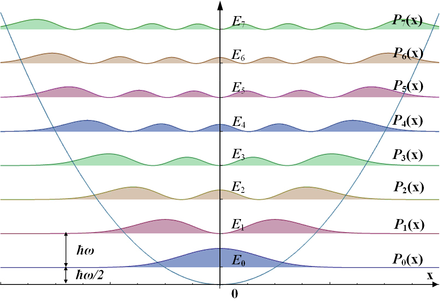 E₇ P₇(x)
E₆ P₆(x)
E₅ P₅(x)
E₄ P₄(x)
E₃ P₃(x)
E₂ P₂(x)
E₁ P₁(x)
ħω
E₀ P₀(x)
ħω/2 x
0